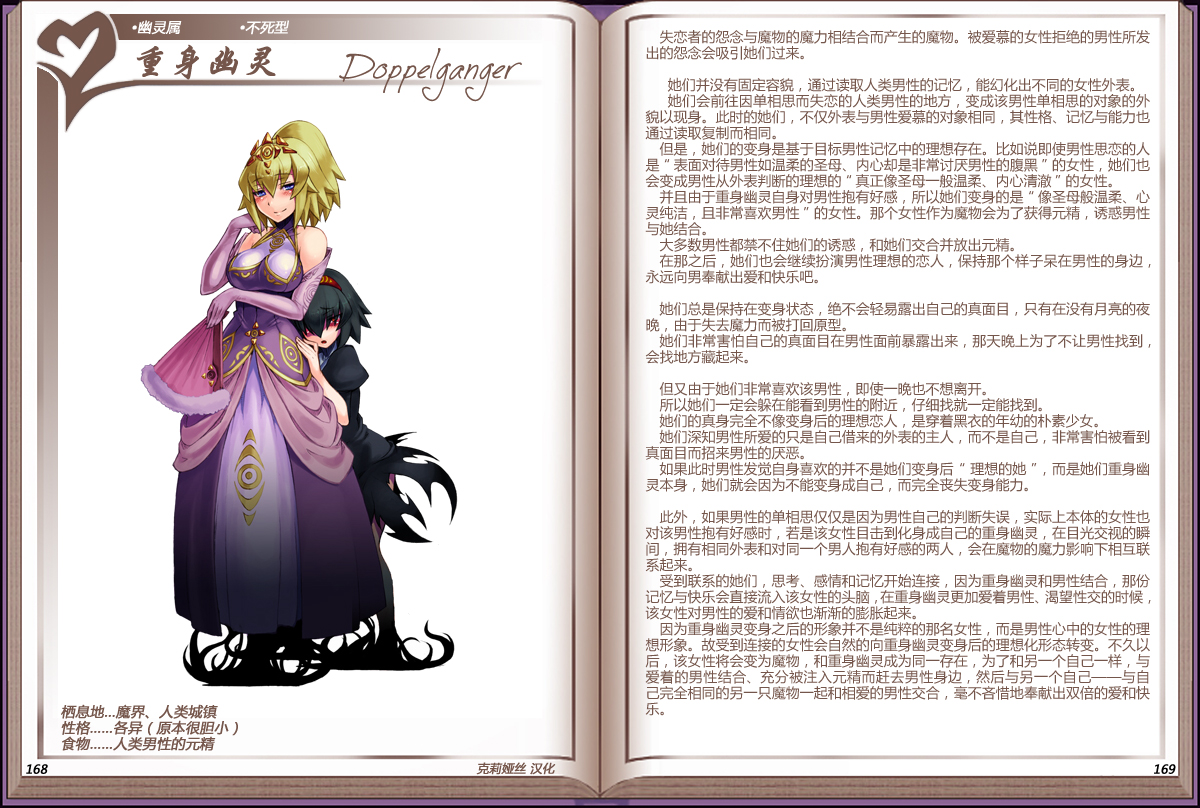 •幽灵属
•不死型
重身幽灵
Doppelganger
栖息地...魔界、人类城镇
性格......各异（原本很胆小）
食物......人类男性的元精
168
克莉娅丝 汉化
失恋者的怨念与魔物的魔力相结合而产生的魔物。被爱慕的女性拒绝的男性所发
出的怨念会吸引她们过来。
她们并没有固定容貌，通过读取人类男性的记忆，能幻化出不同的女性外表。
她们会前往因单相思而失恋的人类男性的地方，变成该男性单相思的对象的外
貌以现身。此时的她们，不仅外表与男性爱慕的对象相同，其性格、记忆与能力也
通过读取复制而相同。
但是，她们的变身是基于目标男性记忆中的理想存在。比如说即使男性思恋的人
是“ 表面对待男性如温柔的圣母、内心却是非常讨厌男性的腹黑 ” 的女性，她们也
会变成男性从外表判断的理想的“ 真正像圣母一般温柔、内心清澈 ” 的女性。
并且由于重身幽灵自身对男性抱有好感，所以她们变身的是 “ 像圣母般温柔、心
灵纯洁，且非常喜欢男性 ” 的女性。那个女性作为魔物会为了获得元精，诱惑男性
与她结合。
大多数男性都禁不住她们的诱惑，和她们交合并放出元精。
在那之后，她们也会继续扮演男性理想的恋人，保持那个样子呆在男性的身边，
永远向男奉献出爱和快乐吧。
她们总是保持在变身状态，绝不会轻易露出自己的真面目，只有在没有月亮的夜
晚，由于失去魔力而被打回原型。
她们非常害怕自己的真面目在男性面前暴露出来，那天晚上为了不让男性找到，
会找地方藏起来。
但又由于她们非常喜欢该男性，即使一晚也不想离开。
所以她们一定会躲在能看到男性的附近，仔细找就一定能找到。
她们的真身完全不像变身后的理想恋人，是穿着黑衣的年幼的朴素少女。
她们深知男性所爱的只是自己借来的外表的主人，而不是自己，非常害怕被看到
真面目而招来男性的厌恶。
如果此时男性发觉自身喜欢的并不是她们变身后“ 理想的她 ”，而是她们重身幽
灵本身，她们就会因为不能变身成自己，而完全丧失变身能力。
此外，如果男性的单相思仅仅是因为男性自己的判断失误，实际上本体的女性也
对该男性抱有好感时，若是该女性目击到化身成自己的重身幽灵，在目光交视的瞬
间，拥有相同外表和对同一个男人抱有好感的两人，会在魔物的魔力影响下相互联
系起来。
受到联系的她们，思考、感情和记忆开始连接，因为重身幽灵和男性结合，那份
记忆与快乐会直接流入该女性的头脑，在重身幽灵更加爱着男性、渴望性交的时候，
该女性对男性的爱和情欲也渐渐的膨胀起来。
因为重身幽灵变身之后的形象并不是纯粹的那名女性，而是男性心中的女性的理
想形象。故受到连接的女性会自然的向重身幽灵变身后的理想化形态转变。不久以
后，该女性将会变为魔物，和重身幽灵成为同一存在，为了和另一个自己一样，与
爱着的男性结合、充分被注入元精而赶去男性身边，然后与另一个自己——与自
己完全相同的另一只魔物一起和相爱的男性交合，毫不吝惜地奉献出双倍的爱和快
乐。
169